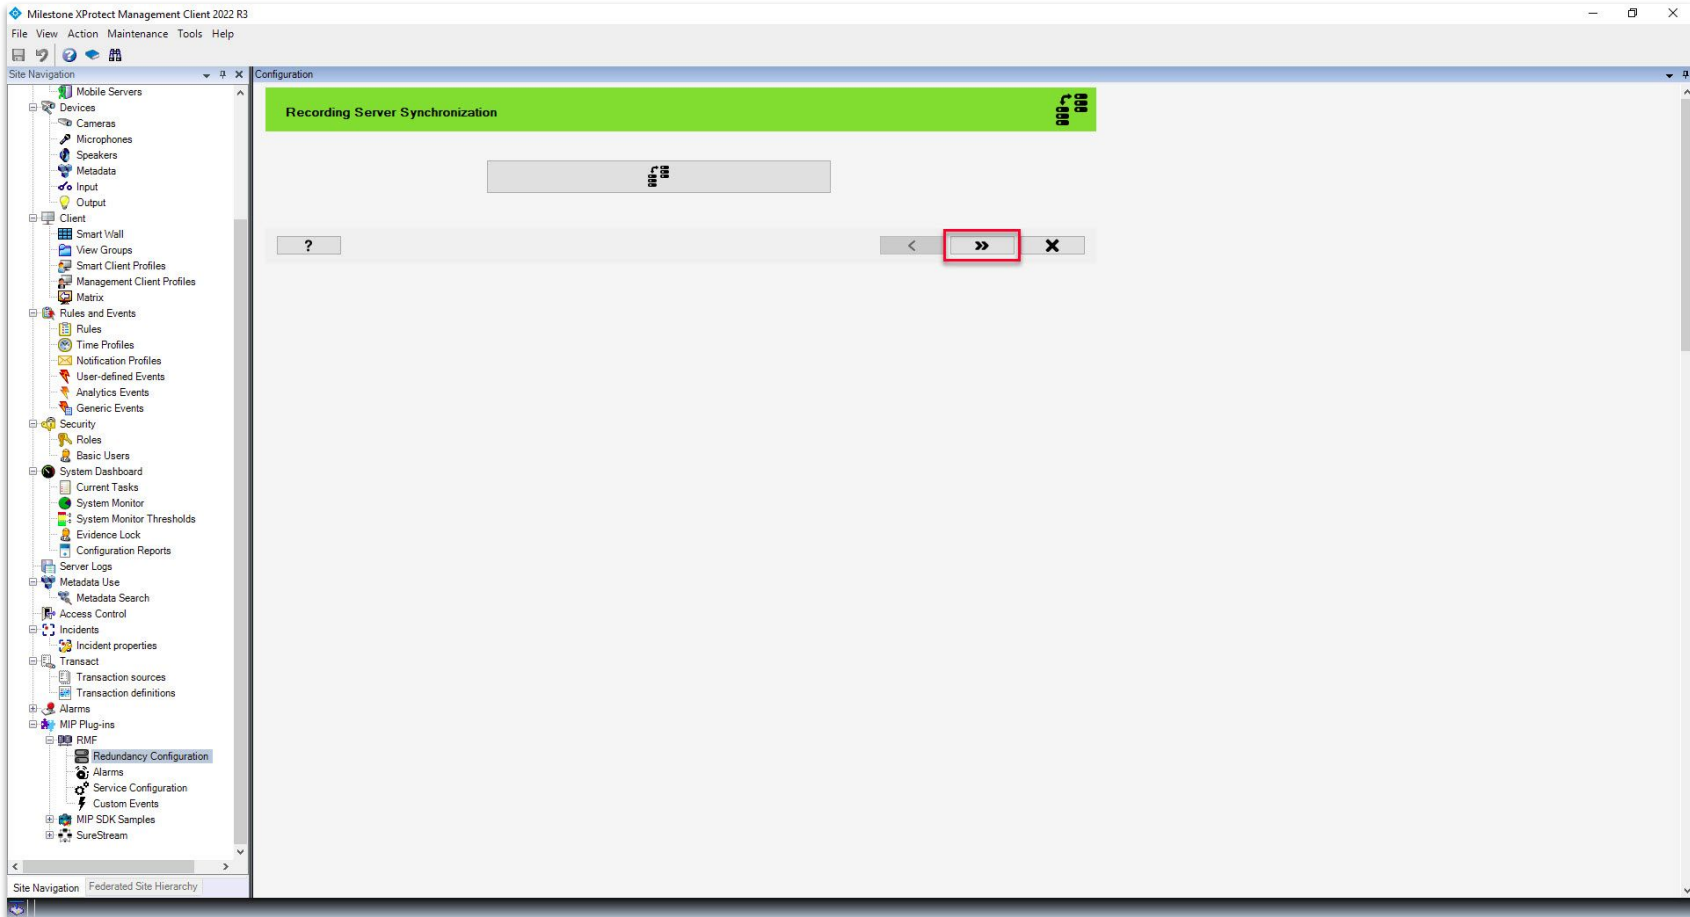 Milestone XProtect Management Client 2022 R3
File View Action Maintenance Tools Help
Site Navigation
Configuration
Mobile Servers
Devices
Cameras
Microphones
Speakers
Metadata
Input
Output
Client
Smart Wall
View Groups
Smart Client Profiles
Management Client Profiles
Matrix
Rules and Events
Rules
Time Profiles
Notification Profiles
User-defined Events
Analytics Events
Generic Events
Security
Roles
Basic Users
System Dashboard
Current Tasks
System Monitor
System Monitor Thresholds
Evidence Lock
Configuration Reports
Server Logs
Metadata Use
Metadata Search
Access Control
Incidents
Incident properties
Transact
Transaction sources
Transaction definitions
Alarms
MIP Plug-ins
RMF
Redundancy Configuration
Alarms
Service Configuration
Custom Events
MIP SDK Samples
SureStream
Site Navigation Federated Site Hierarchy
Recording Server Synchronization
?